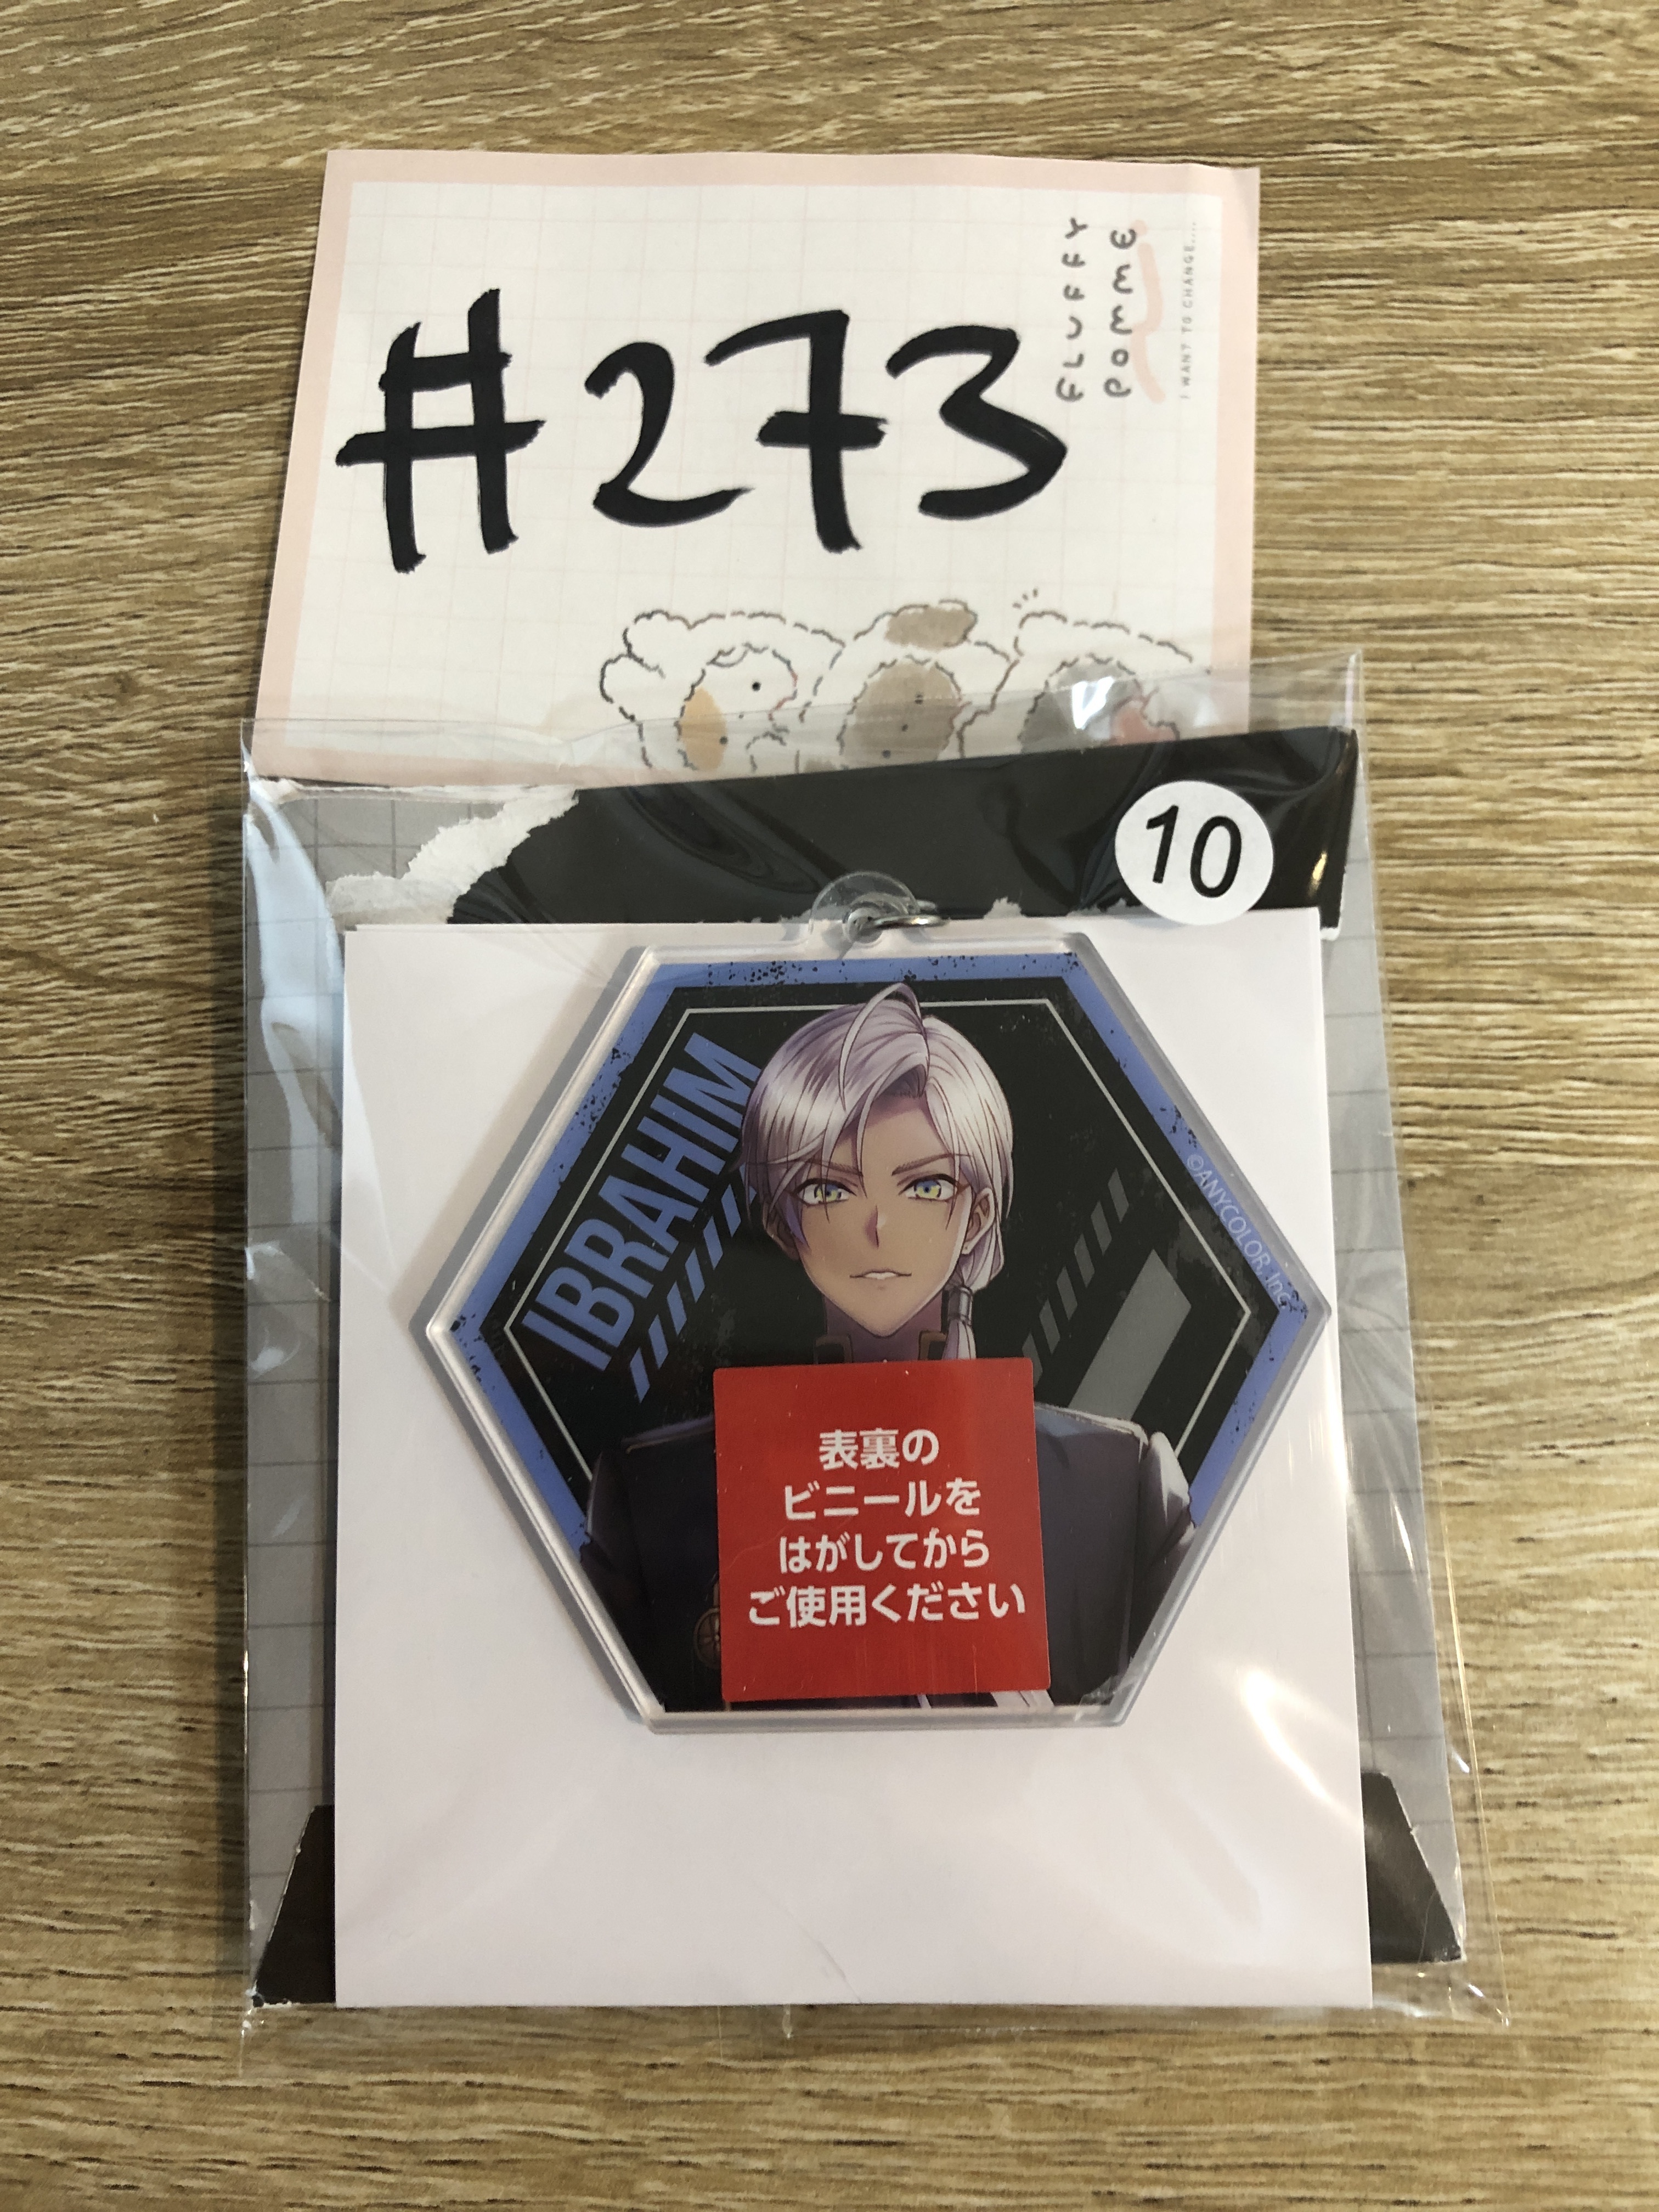 #273
FLUFFY
POMME
I WANT TO CHANGE....
10
IBRAHIM
©ANYCOLOR, Inc.
表裏の
ビニールを
はがしてから
ご使用ください